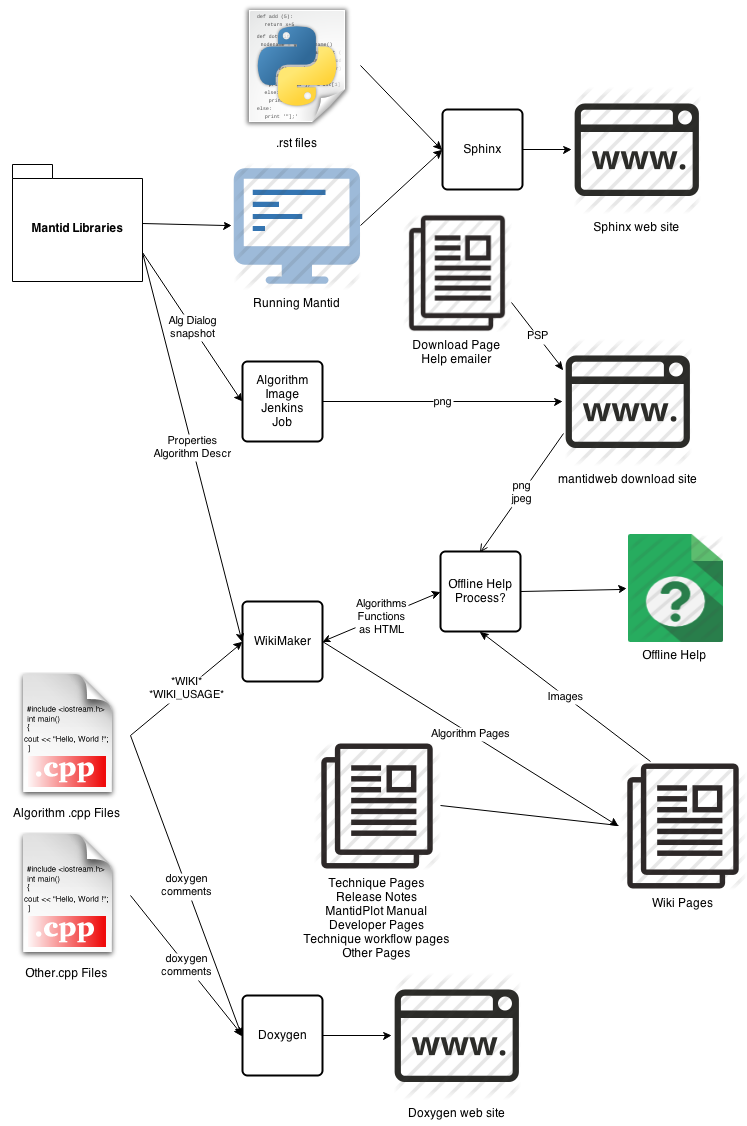 def add (5):
return x+5
.rst files
Sphinx
www.
Sphinx web site
Mantid Libraries
Running Mantid
Download Page
Help emailer
PSP
Alg Dialog
snapshot
Algorithm
Image
Jenkins
Job
png
www.
mantidweb download site
Properties
Algorithm Descr
png
jpeg
Offline Help
Process?
?
Offline Help
Algorithms
Functions
as HTML
WikiMaker
*WIKI*
*WIKI_USAGE*
Images
Algorithm Pages
#include <iostream.h>
int main()
{
cout << "Hello, World !";
}
.cpp
Algorithm .cpp Files
Technique Pages
Release Notes
MantidPlot Manual
Developer Pages
Technique workflow pages
Other Pages
Wiki Pages
#include <iostream.h>
int main()
{
cout << "Hello, World !";
}
.cpp
Other.cpp Files
doxygen
comments
doxygen
comments
Doxygen
www.
Doxygen web site